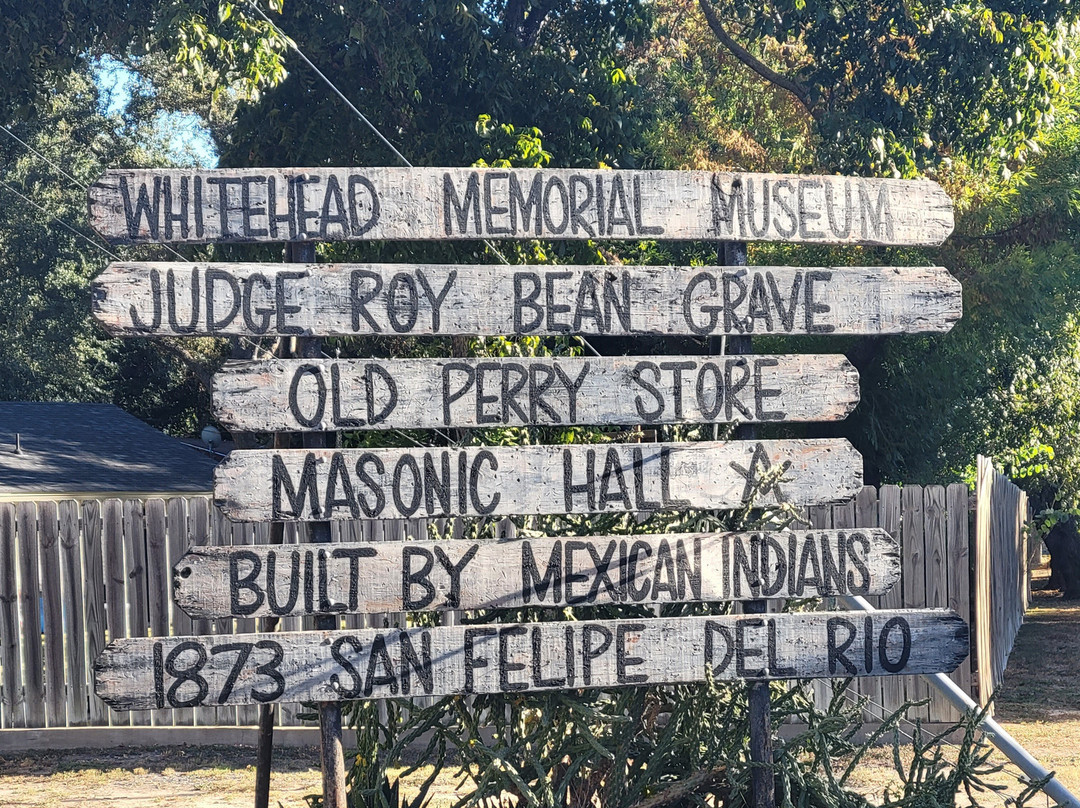 WHITEHEAD MEMORIAL MUSEUM
JUDGE ROY BEAN GRAVE
OLD PERRY STORE
MASONIC HALL
BUILT BY MEXICAN INDIANS
1873 SAN FELIPE DEL RIO